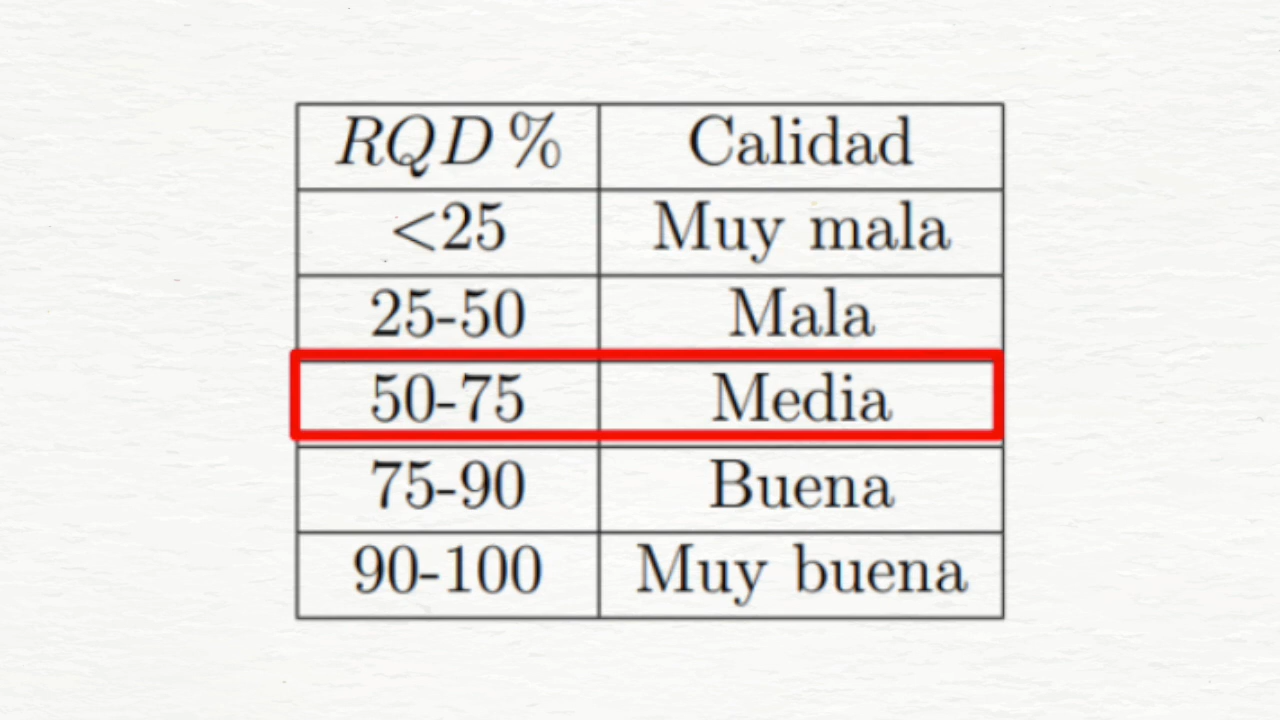 RQD % Calidad
<25 Muy mala
25-50 Mala
50-75 Media
75-90 Buena
90-100 Muy buena